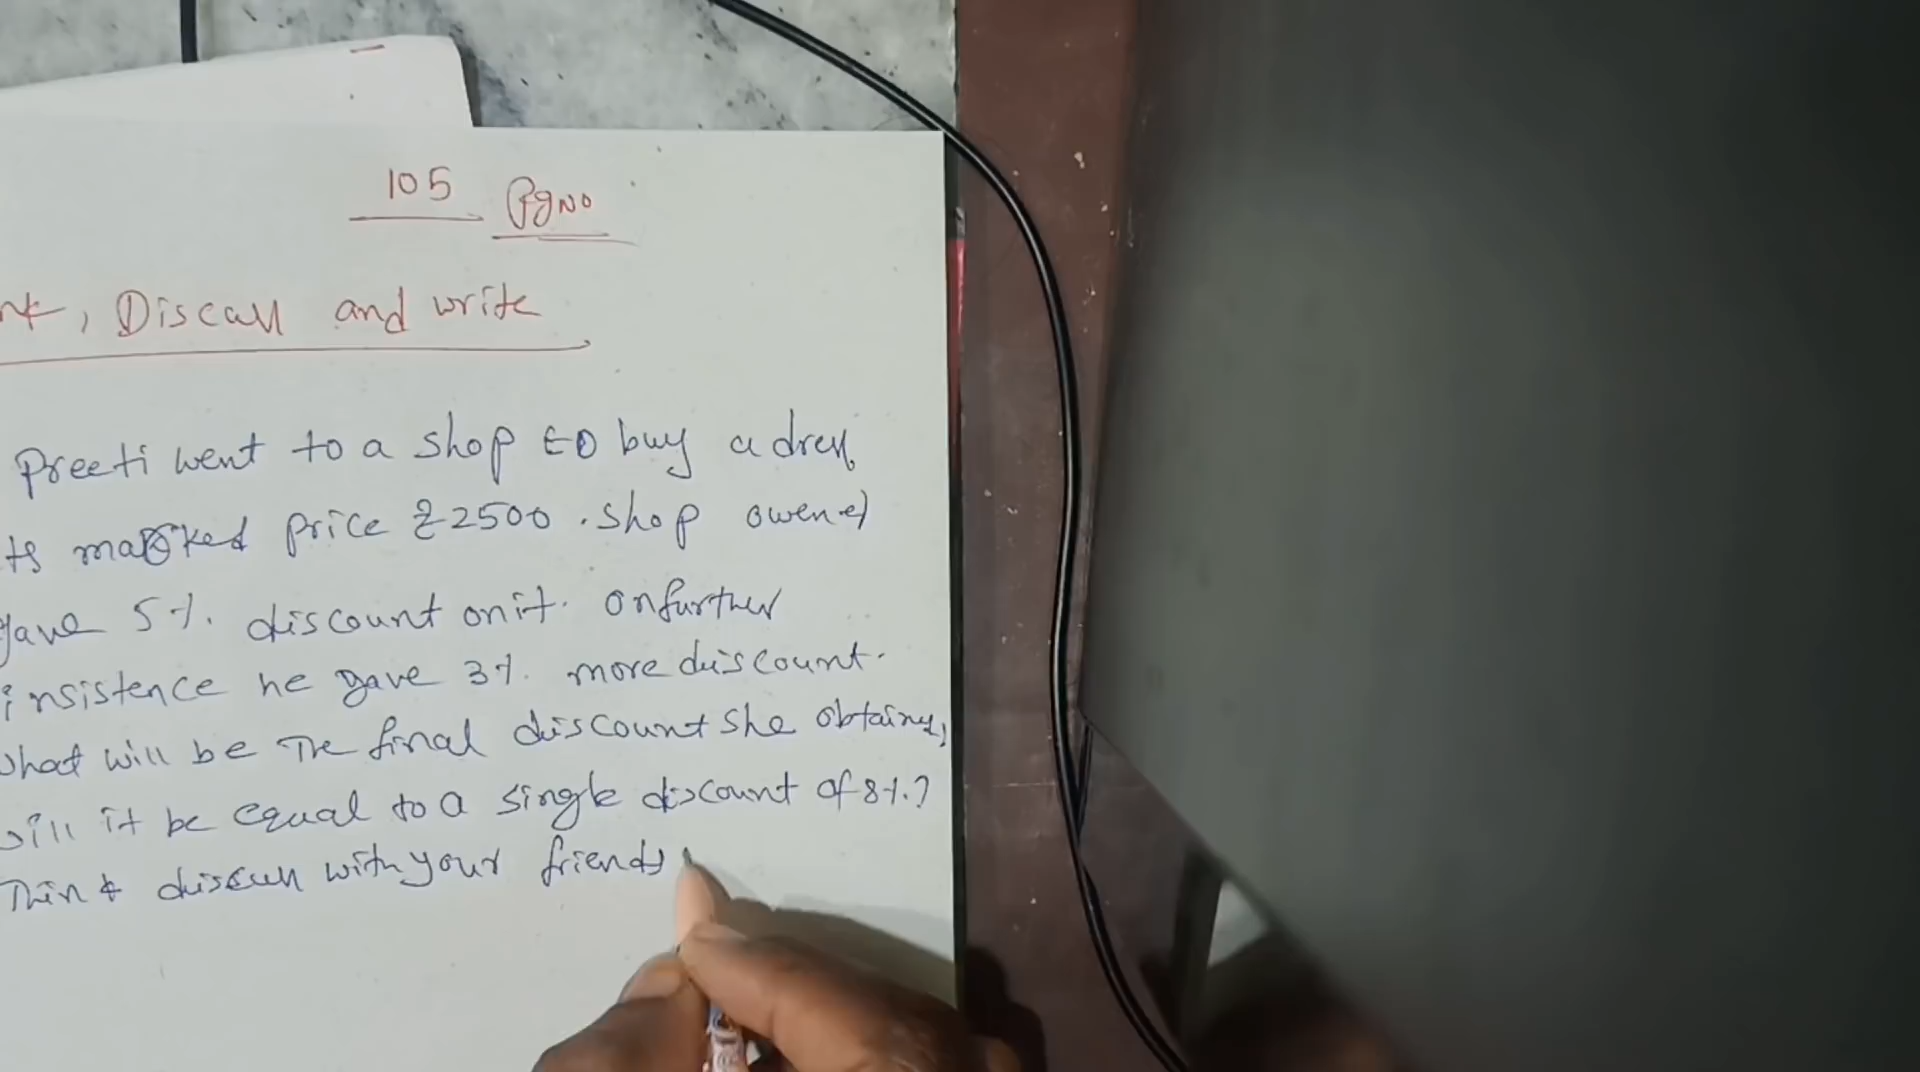 105 Pg No
, Discuss and write
Preeti went to a shop to buy a dress.
ts marked price ₹2500 . shop owener
gave 5%. discount on it. on further
insistence he gave 3%. more discount.
what will be The final discount she obtains,
will it be equal to a single discount of 8%.?
Think discuss with your friends